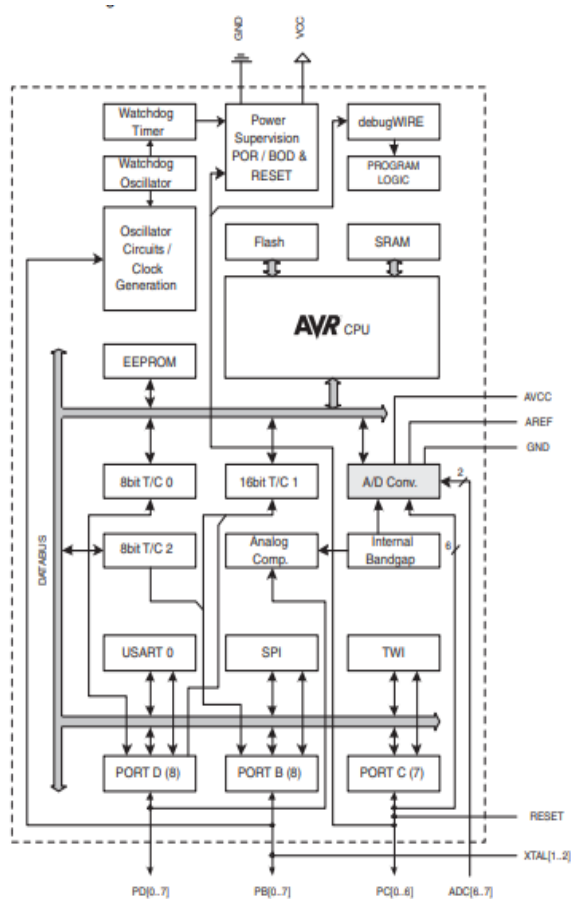 GND
VCC
Watchdog
Timer
Power
Supervision
POR / BOD &
RESET
debugWIRE
Watchdog
Oscillator
PROGRAM
LOGIC
Oscillator
Circuits /
Clock
Generation
Flash
SRAM
AVR CPU
EEPROM
AVCC
AREF
GND
8bit T/C 0
16bit T/C 1
A/D Conv.
2
DATABUS
8bit T/C 2
Analog
Comp.
Internal
Bandgap
6
USART 0
SPI
TWI
PORT D (8)
PORT B (8)
PORT C (7)
RESET
XTAL[1..2]
PD[0..7]
PB[0..7]
PC[0..6]
ADC[6..7]